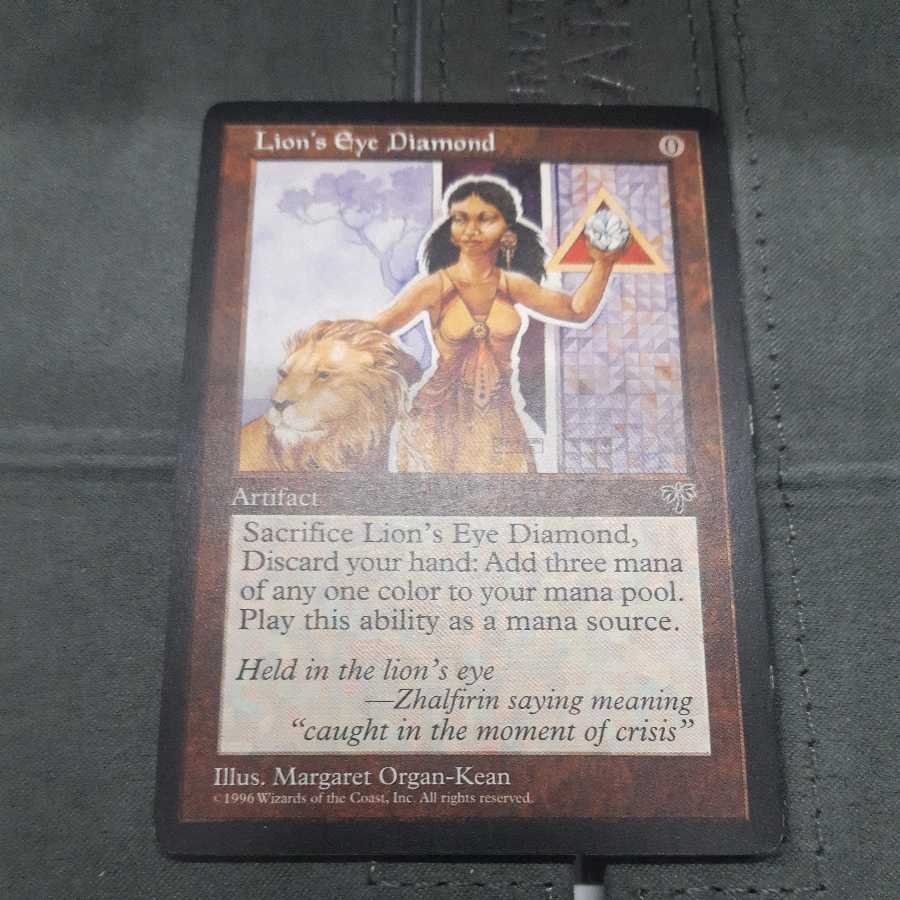 Lion's Eye Diamond
0
Artifact
Sacrifice Lion's Eye Diamond,
Discard your hand: Add three mana
of any one color to your mana pool.
Play this ability as a mana source.
Held in the lion's eye
—Zhalfirin saying meaning
"caught in the moment of crisis"
Illus. Margaret Organ-Kean
©1996 Wizards of the Coast, Inc. All rights reserved.